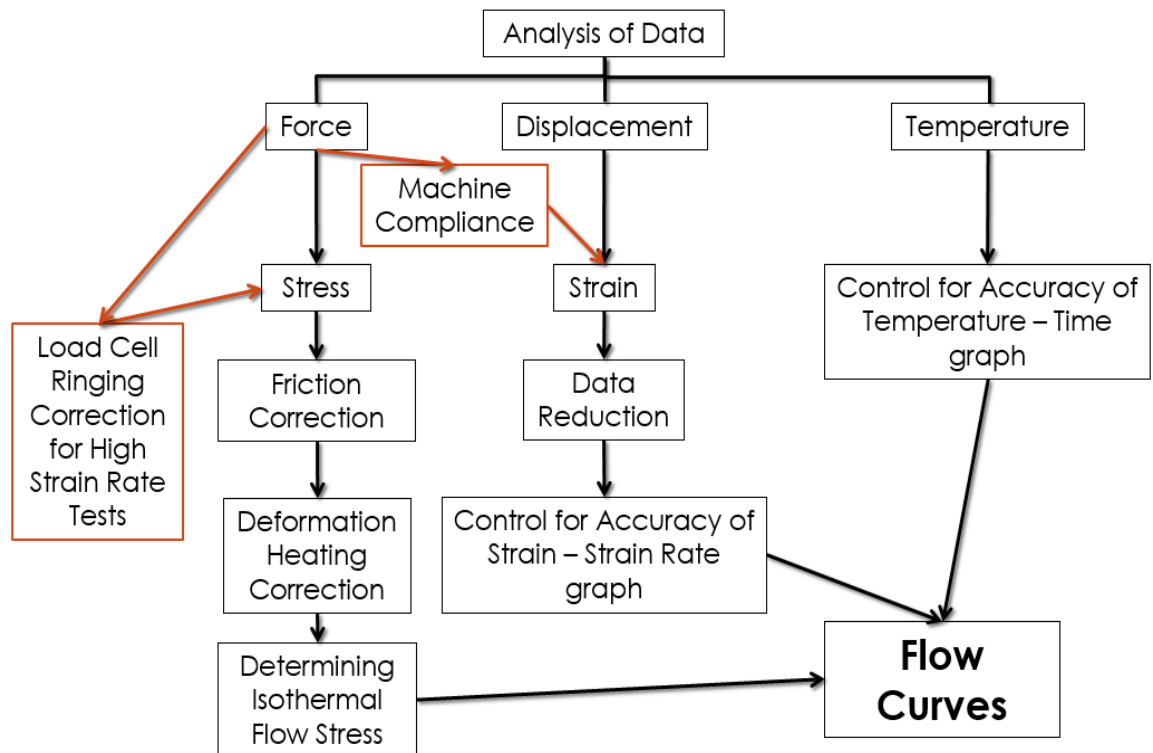 Analysis of Data
Force
Displacement
Temperature
Machine
Compliance
Stress
Strain
Control for Accuracy of
Temperature – Time
graph
Load Cell
Ringing
Correction
for High
Strain Rate
Tests
Friction
Correction
Data
Reduction
Deformation
Heating
Correction
Control for Accuracy of
Strain – Strain Rate
graph
Determining
Isothermal
Flow Stress
Flow
Curves